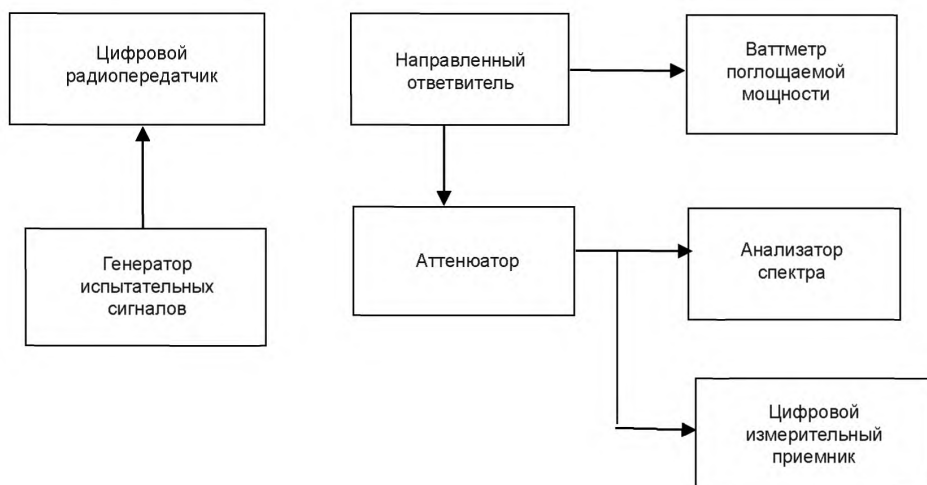 Цифровой
радиопередатчик
Направленный
ответвитель
Ваттметр
поглощаемой
мощности
Генератор
испытательных
сигналов
Аттенюатор
Анализатор
спектра
Цифровой
измерительный
приемник